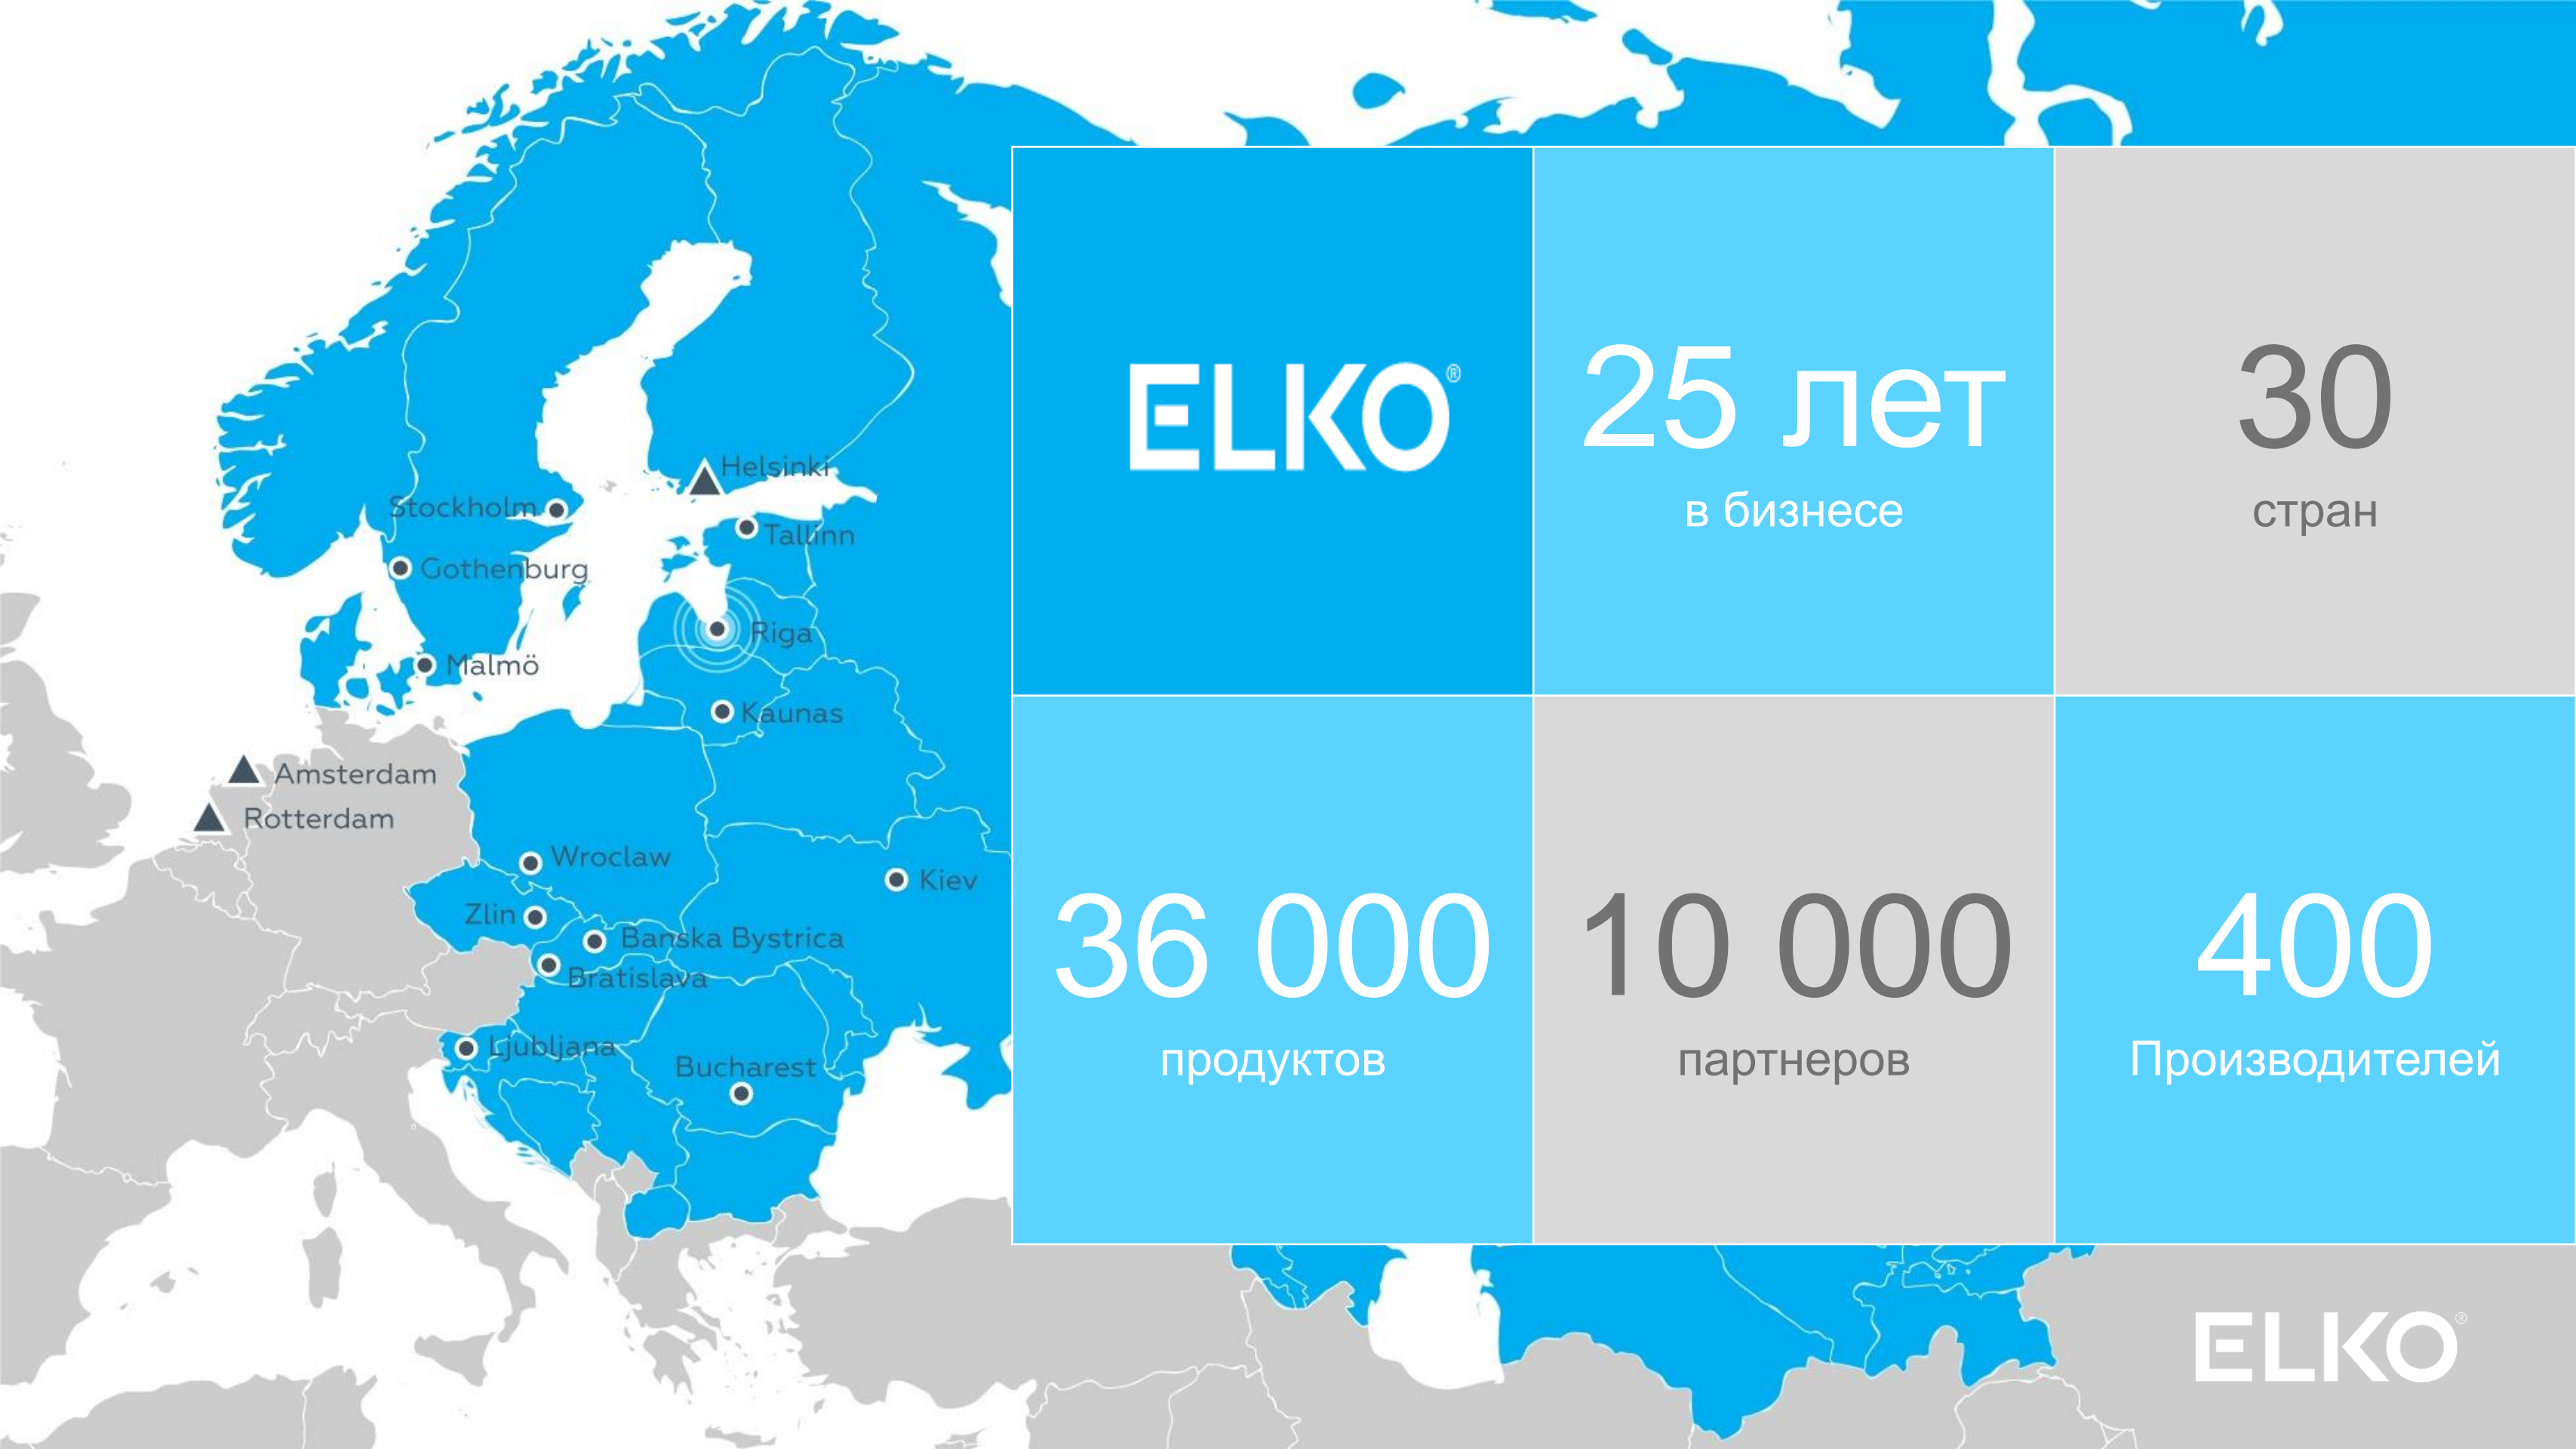 Helsinki
Stockholm
Tallinn
Gothenburg
Riga
Malmö
Kaunas
Amsterdam
Rotterdam
Wroclaw
Kiev
Zlin
Banska Bystrica
Bratislava
Ljubljana
Bucharest
ELKO®
25 лет
в бизнесе
30
стран
36 000
продуктов
10 000
партнеров
400
Производителей
ELKO®